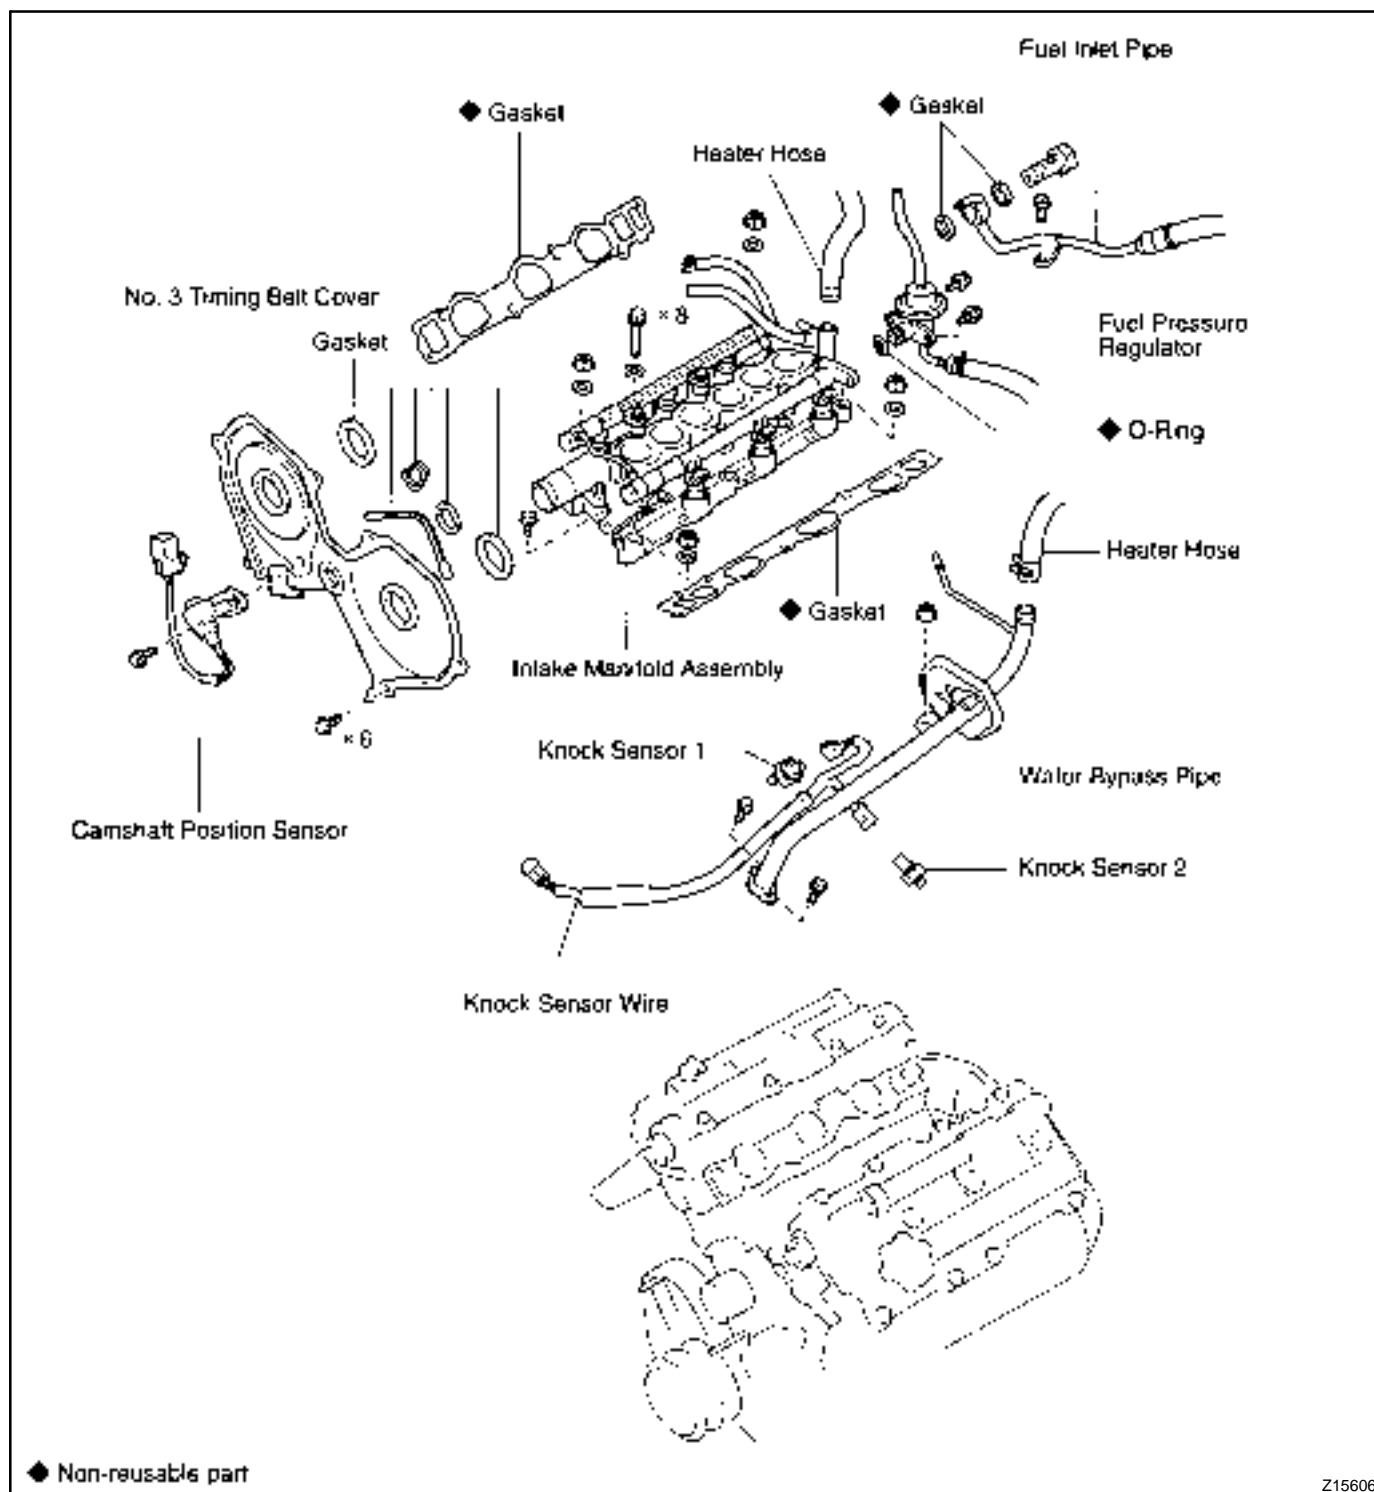 Fuel Inlet Pipe
◆ Gasket
◆ Gasket
Heater Hose
No. 3 Timing Belt Cover
Gasket
× 8
Fuel Pressure
Regulator
◆ O-Ring
Heater Hose
◆ Gasket
Intake Manifold Assembly
× 6
Knock Sensor 1
Water Bypass Pipe
Camshaft Position Sensor
Knock Sensor 2
Knock Sensor Wire
◆ Non-reusable part
Z15606